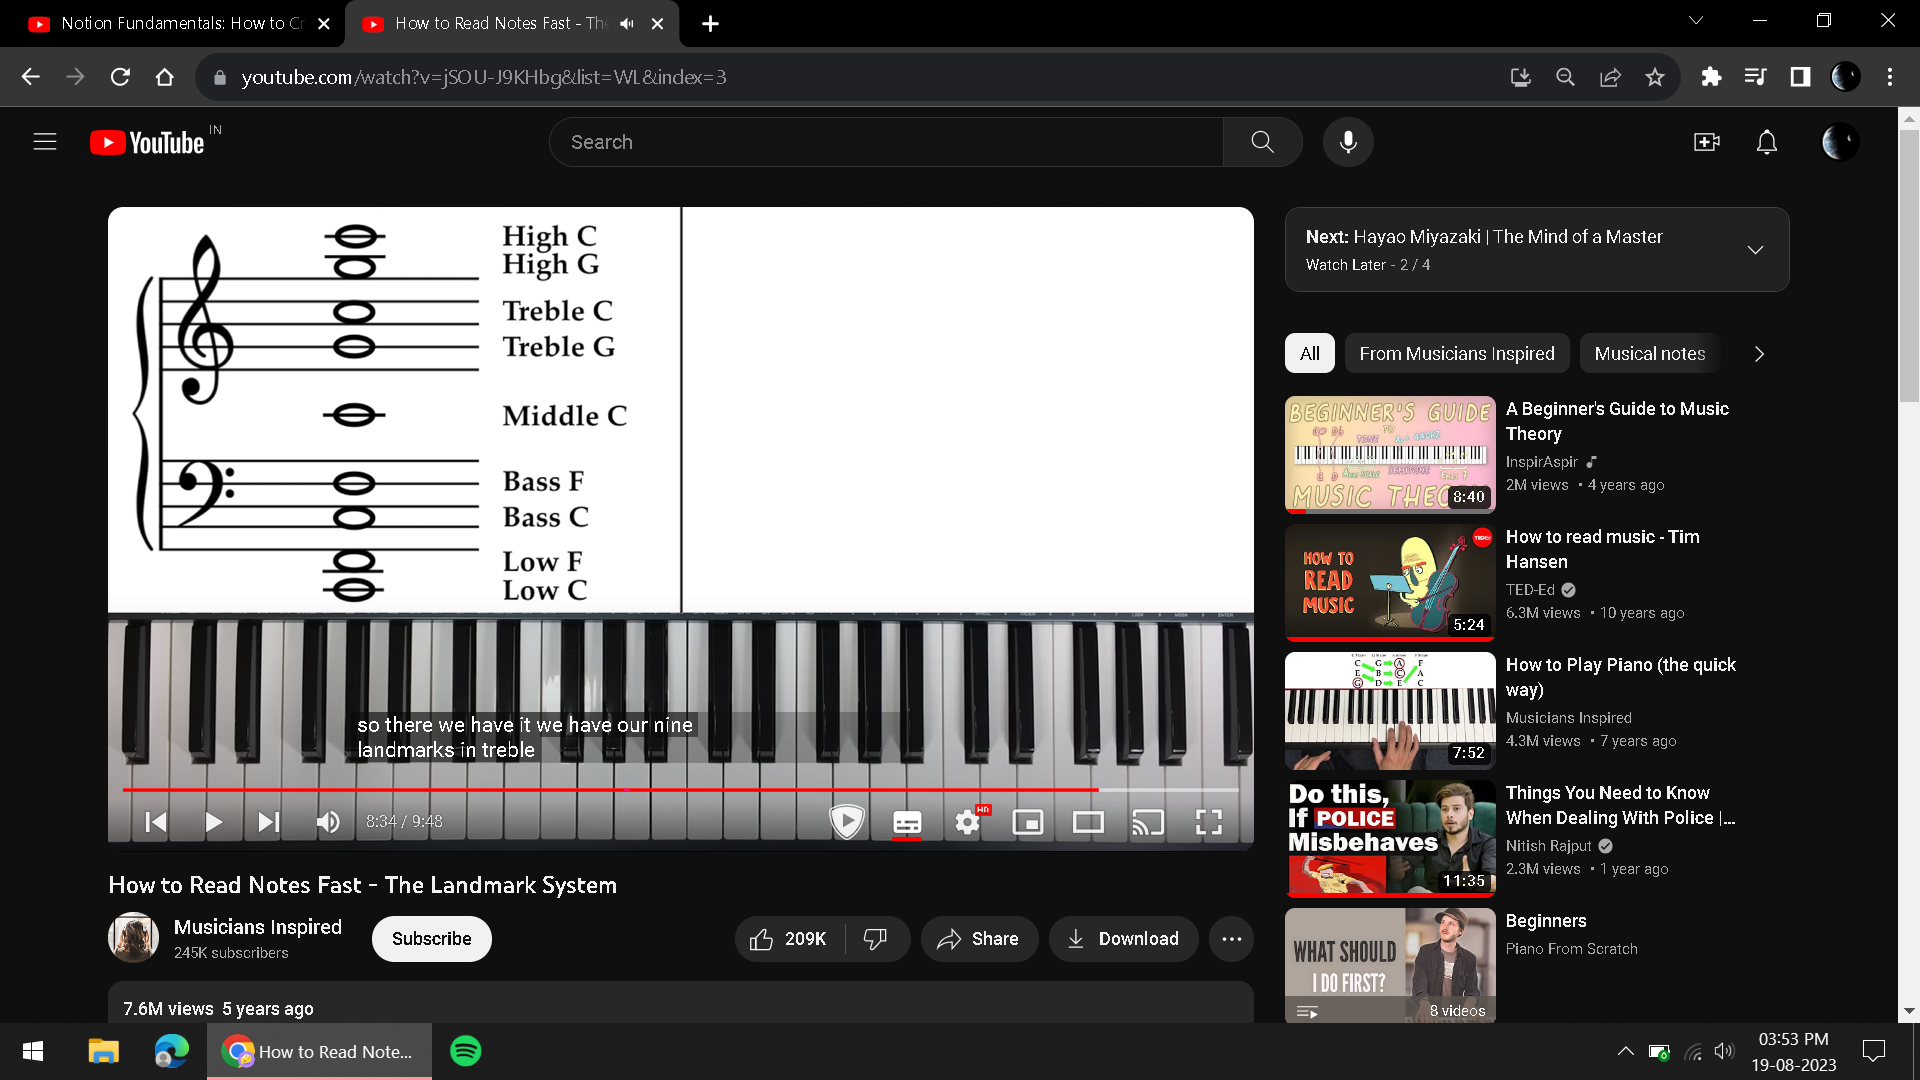 Notion Fundamentals: How to Cr
How to Read Notes Fast - The
youtube.com/watch?v=jSOU-J9KHbg&list=WL&index=3
YouTube IN
Search
High C
High G
Treble C
Treble G
Middle C
Bass F
Bass C
Low F
Low C
so there we have it we have our nine
landmarks in treble
8:34 / 9:48
HD
How to Read Notes Fast - The Landmark System
Musicians Inspired
245K subscribers
Subscribe
209K
Share
Download
7.6M views 5 years ago
Next: Hayao Miyazaki | The Mind of a Master
Watch Later - 2 / 4
All
From Musicians Inspired
Musical notes
BEGINNER'S GUIDE
TO
MUSIC THEO
8:40
A Beginner's Guide to Music
Theory
InspirAspir
2M views • 4 years ago
HOW TO
READ
MUSIC
5:24
How to read music - Tim
Hansen
TED-Ed
6.3M views • 10 years ago
7:52
How to Play Piano (the quick
way)
Musicians Inspired
4.3M views • 7 years ago
Do this,
If POLICE
Misbehaves
11:35
Things You Need to Know
When Dealing With Police |...
Nitish Rajput
2.3M views • 1 year ago
WHAT SHOULD
I DO FIRST?
8 videos
Beginners
Piano From Scratch
How to Read Note...
03:53 PM
19-08-2023